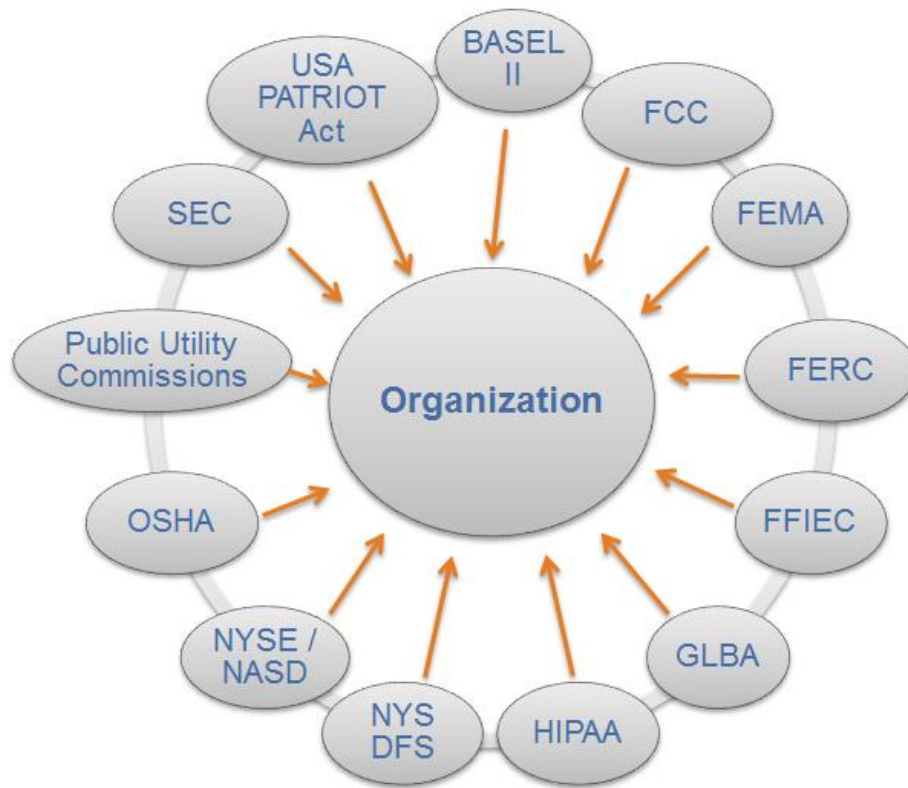 BASEL
II
FCC
FEMA
FERC
FFIEC
GLBA
HIPAA
NYS
DFS
NYSE /
NASD
OSHA
Public Utility
Commissions
SEC
USA
PATRIOT
Act
Organization